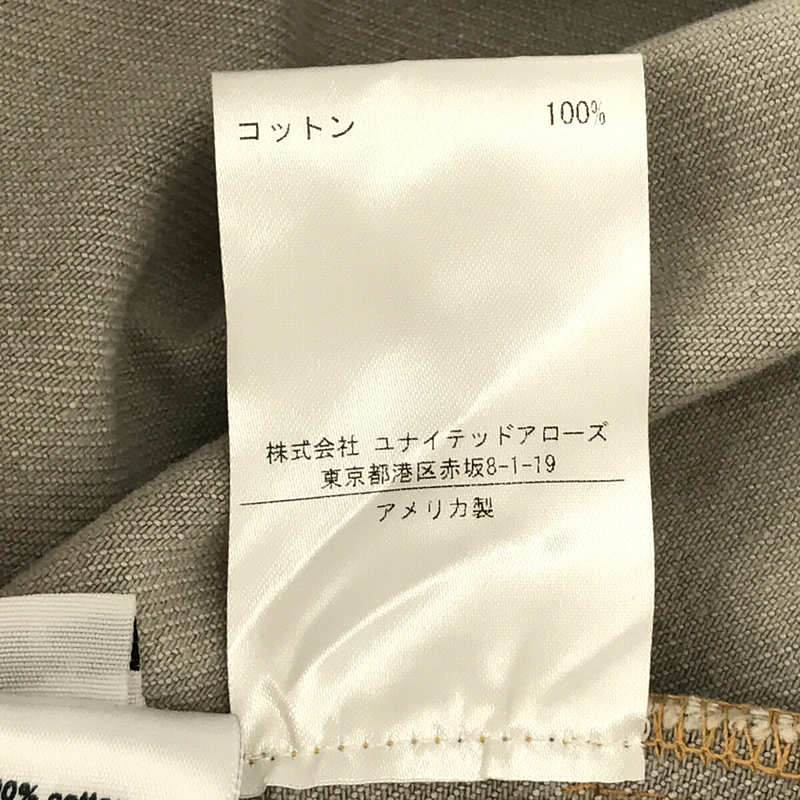 コットン 100%
株式会社 ユナイテッドアローズ
東京都港区赤坂8-1-19
アメリカ製